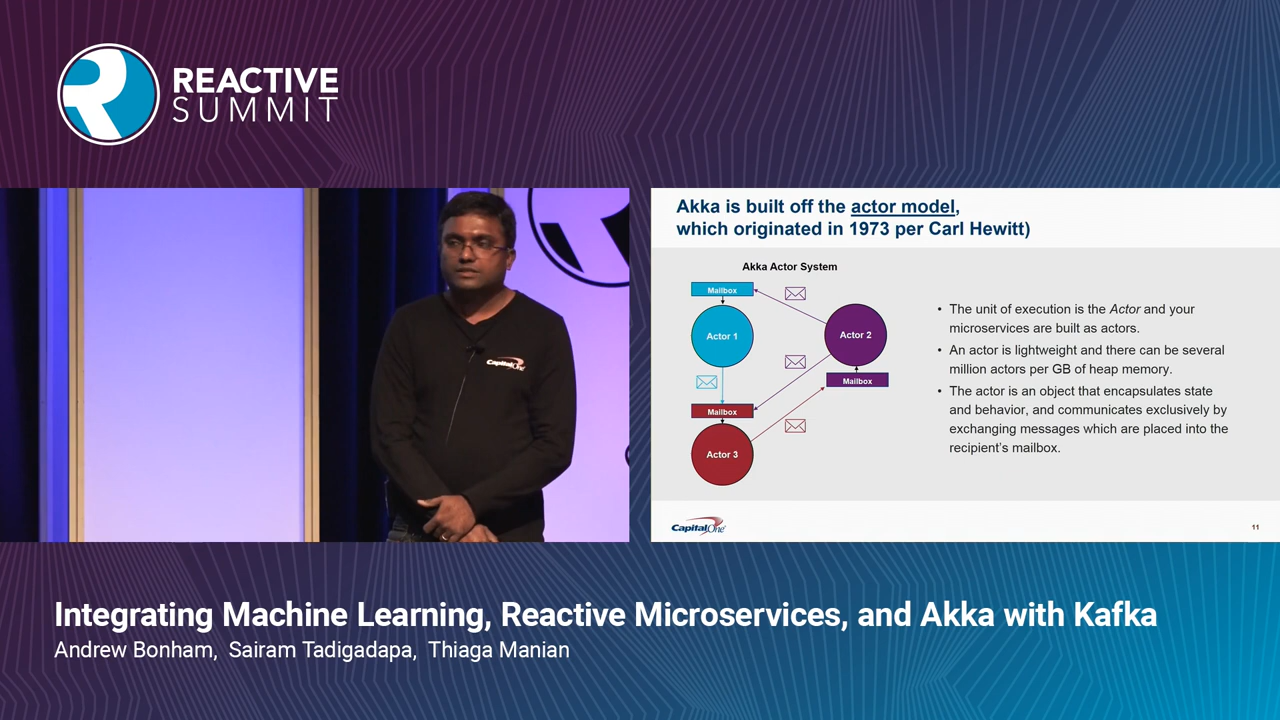 REACTIVE
SUMMIT
CapitalOne
Akka is built off the actor model,
which originated in 1973 per Carl Hewitt)
Akka Actor System
Mailbox
Actor 1
Actor 2
Mailbox
Mailbox
Actor 3
• The unit of execution is the Actor and your
microservices are built as actors.
• An actor is lightweight and there can be several
million actors per GB of heap memory.
• The actor is an object that encapsulates state
and behavior, and communicates exclusively by
exchanging messages which are placed into the
recipient's mailbox.
CapitalOne
11
Integrating Machine Learning, Reactive Microservices, and Akka with Kafka
Andrew Bonham, Sairam Tadigadapa, Thiaga Manian